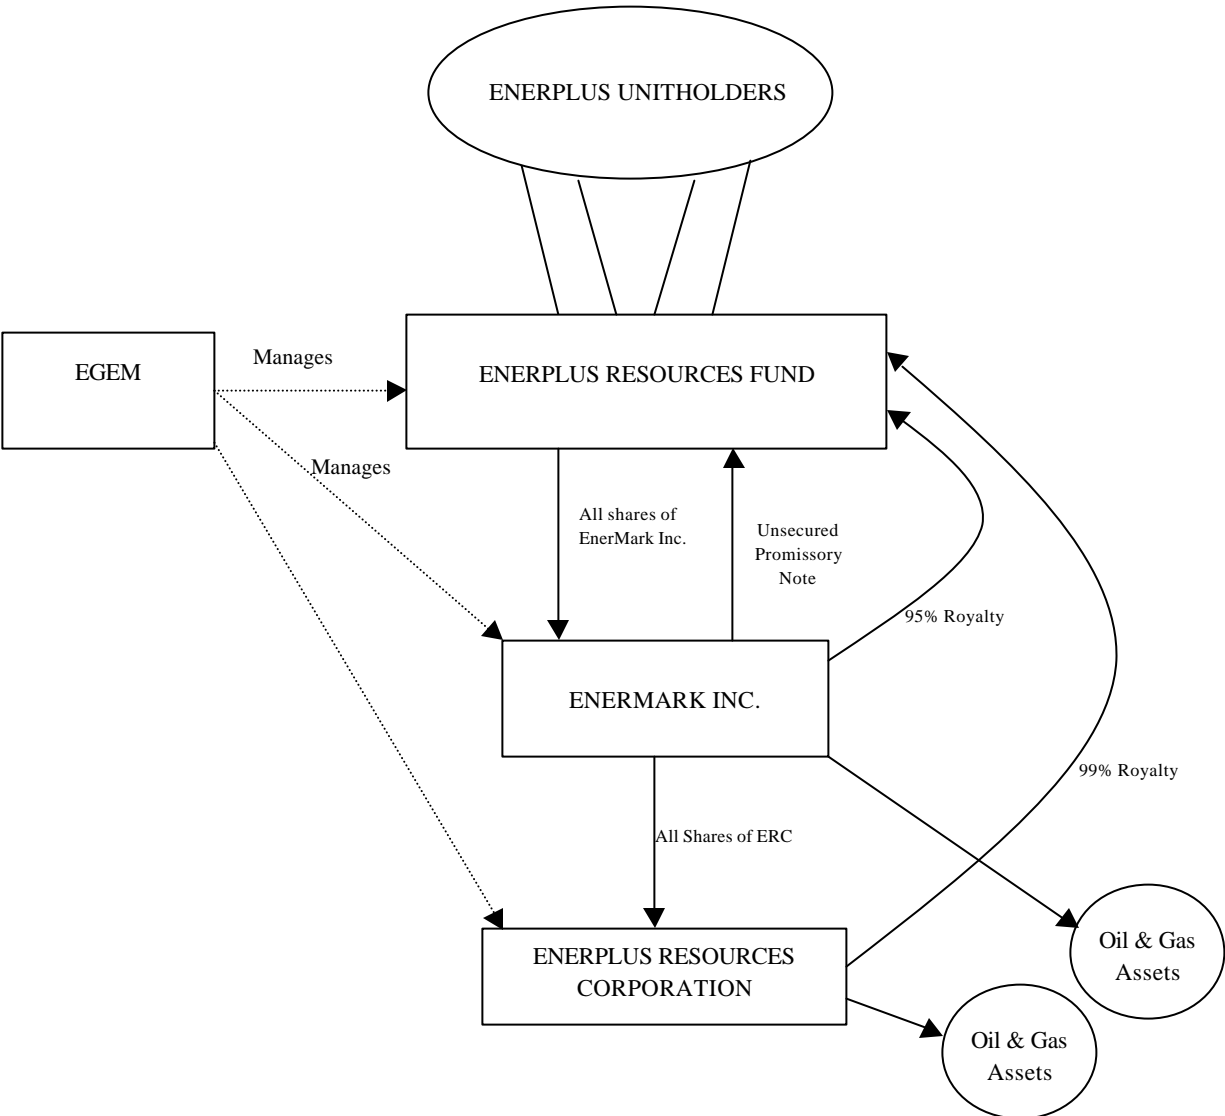 ENERPLUS UNITHOLDERS
EGEM
Manages
ENERPLUS RESOURCES FUND
Manages
All shares of
EnerMark Inc.
Unsecured
Promissory
Note
95% Royalty
ENERMARK INC.
99% Royalty
All Shares of ERC
ENERPLUS RESOURCES
CORPORATION
Oil & Gas
Assets
Oil & Gas
Assets